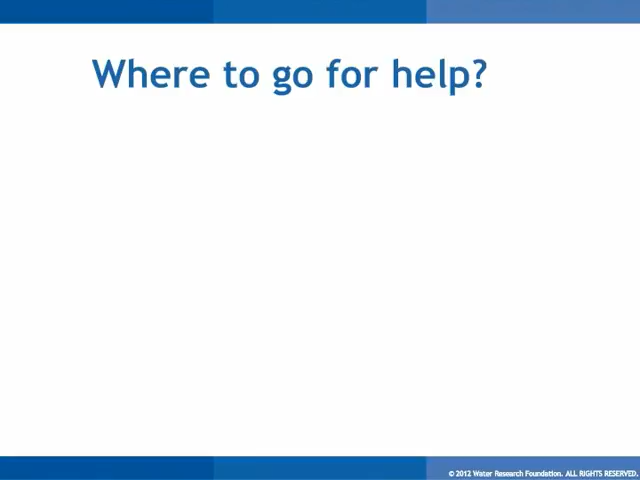 Where to go for help?
© 2012 Water Research Foundation. ALL RIGHTS RESERVED.